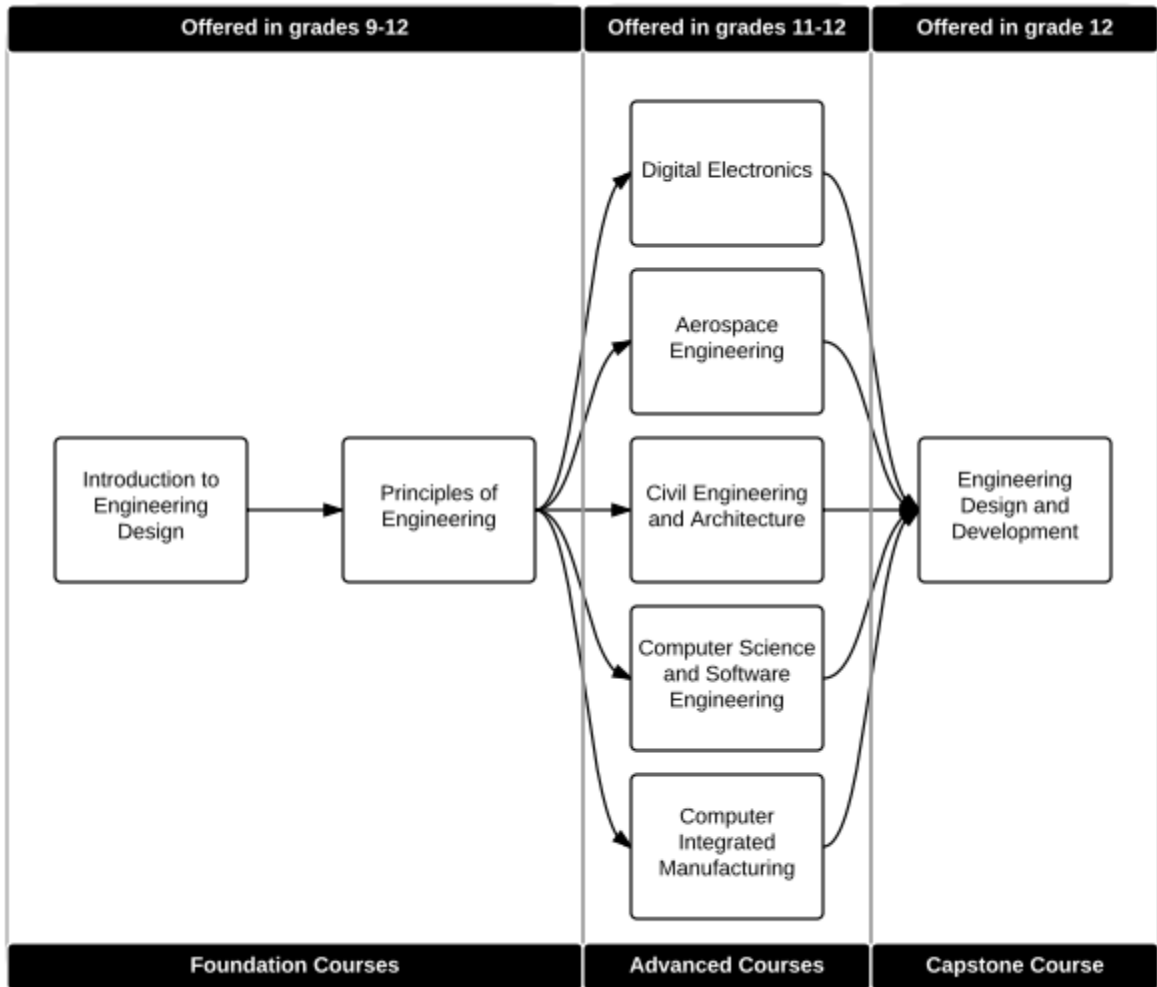 Offered in grades 9-12
Offered in grades 11-12
Offered in grade 12
Introduction to
Engineering
Design
Principles of
Engineering
Digital Electronics
Aerospace
Engineering
Civil Engineering
and Architecture
Computer Science
and Software
Engineering
Computer
Integrated
Manufacturing
Engineering
Design and
Development
Foundation Courses
Advanced Courses
Capstone Course